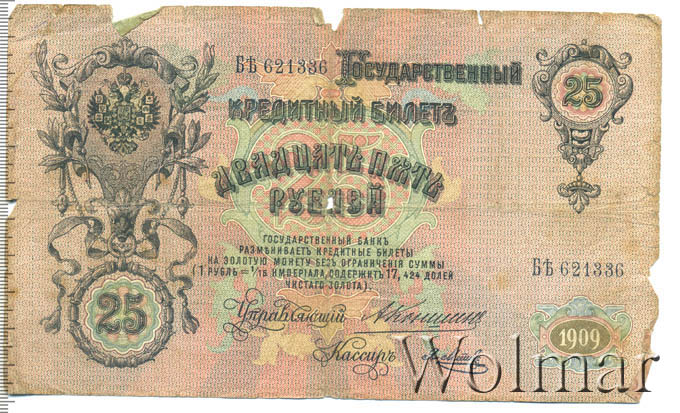 БѢ 621336 Государственный
25
кредитный билетъ
двадцать пять
рублей
государственный банкъ
размѣниваетъ кредитные билеты
на золотую монету безъ ограниченія суммы
(1 рубль = 1/15 имперіала, содержитъ 17,424 долей
чистаго золота).
БѢ 621336
25
Управляющій
1909
Кассиръ
Wolmar